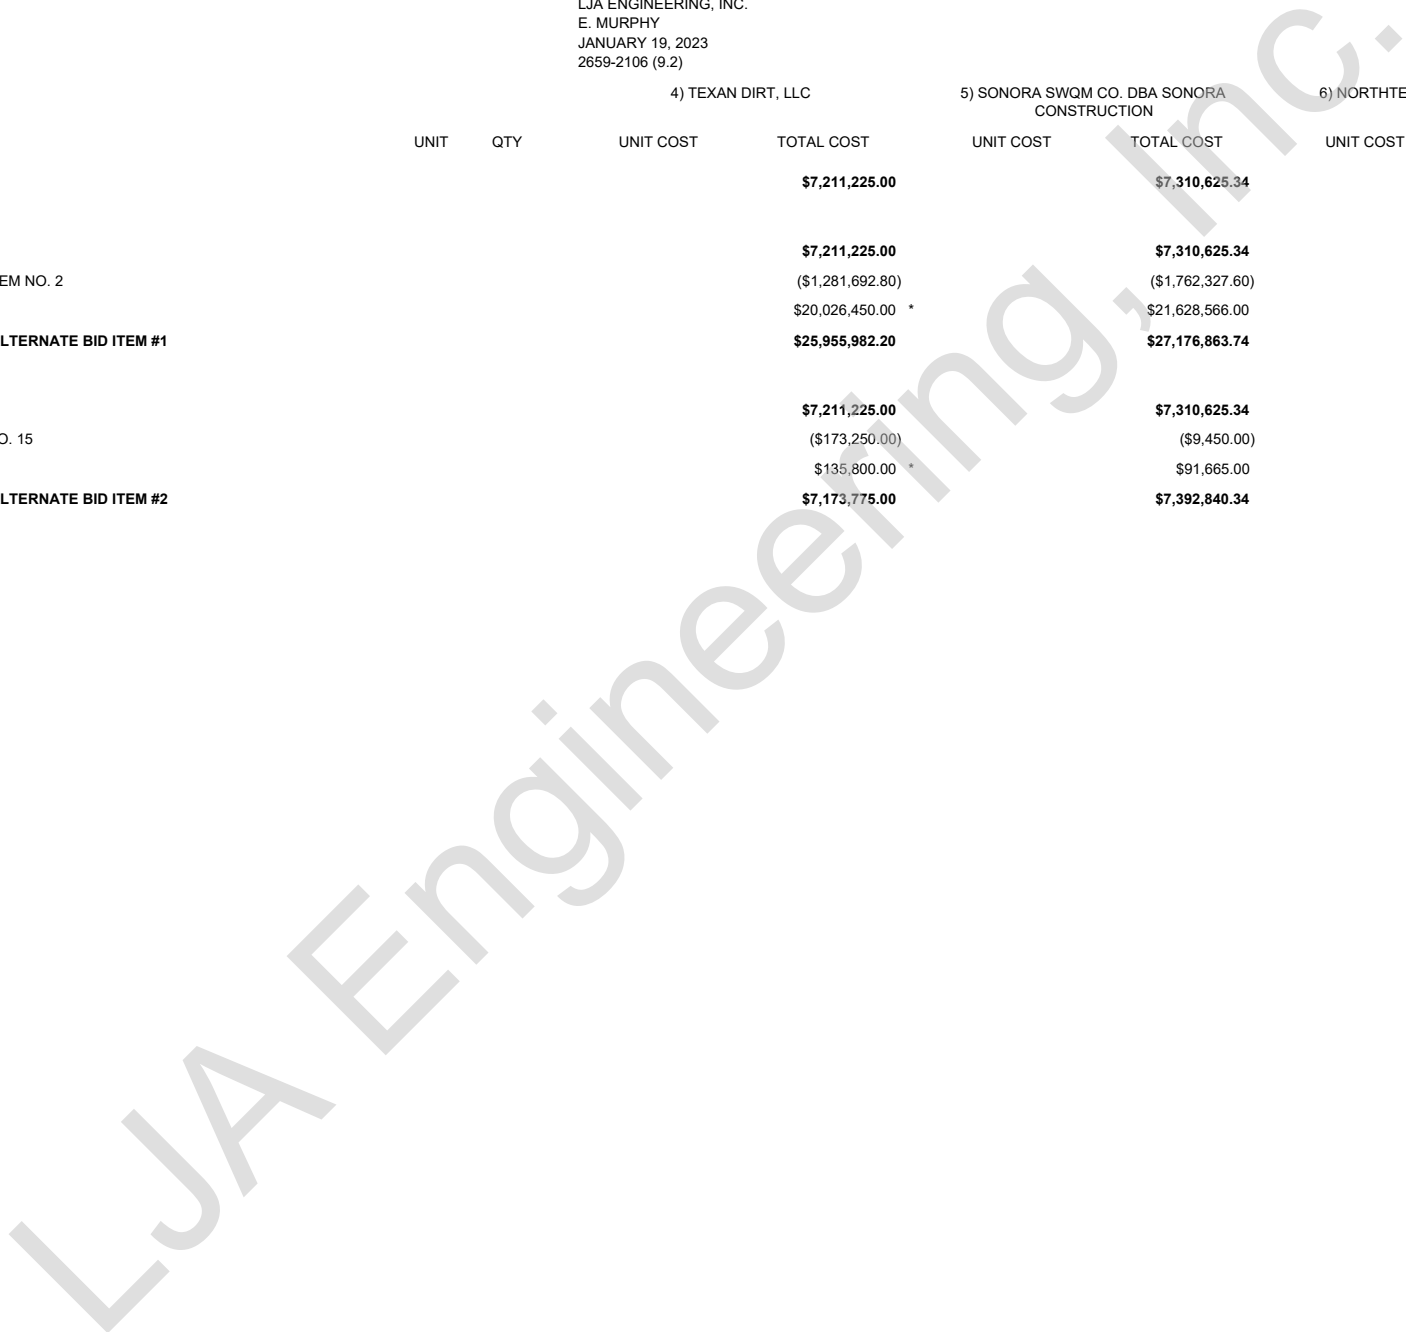 LJA ENGINEERING, INC.
E. MURPHY
JANUARY 19, 2023
2659-2106 (9.2)
4) TEXAN DIRT, LLC 5) SONORA SWQM CO. DBA SONORA CONSTRUCTION 6) NORTHTE
UNIT QTY UNIT COST TOTAL COST UNIT COST TOTAL COST UNIT COST
$7,211,225.00 $7,310,625.34
$7,211,225.00 $7,310,625.34
EM NO. 2 ($1,281,692.80) ($1,762,327.60)
$20,026,450.00 * $21,628,566.00
LTERNATE BID ITEM #1 $25,955,982.20 $27,176,863.74
$7,211,225.00 $7,310,625.34
O. 15 ($173,250.00) ($9,450.00)
$135,800.00 * $91,665.00
LTERNATE BID ITEM #2 $7,173,775.00 $7,392,840.34
LJA Engineering, Inc.